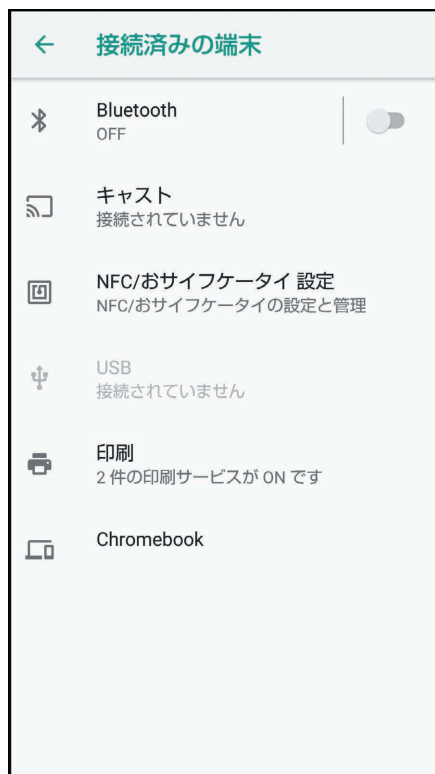 接続済みの端末
Bluetooth
OFF
キャスト
接続されていません
NFC/おサイフケータイ 設定
NFC/おサイフケータイの設定と管理
USB
接続されていません
印刷
2 件の印刷サービスが ON です
Chromebook